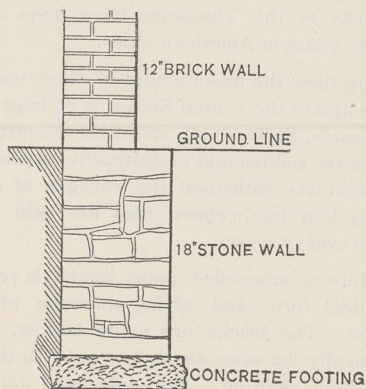 12" BRICK WALL
GROUND LINE
18" STONE WALL
CONCRETE FOOTING